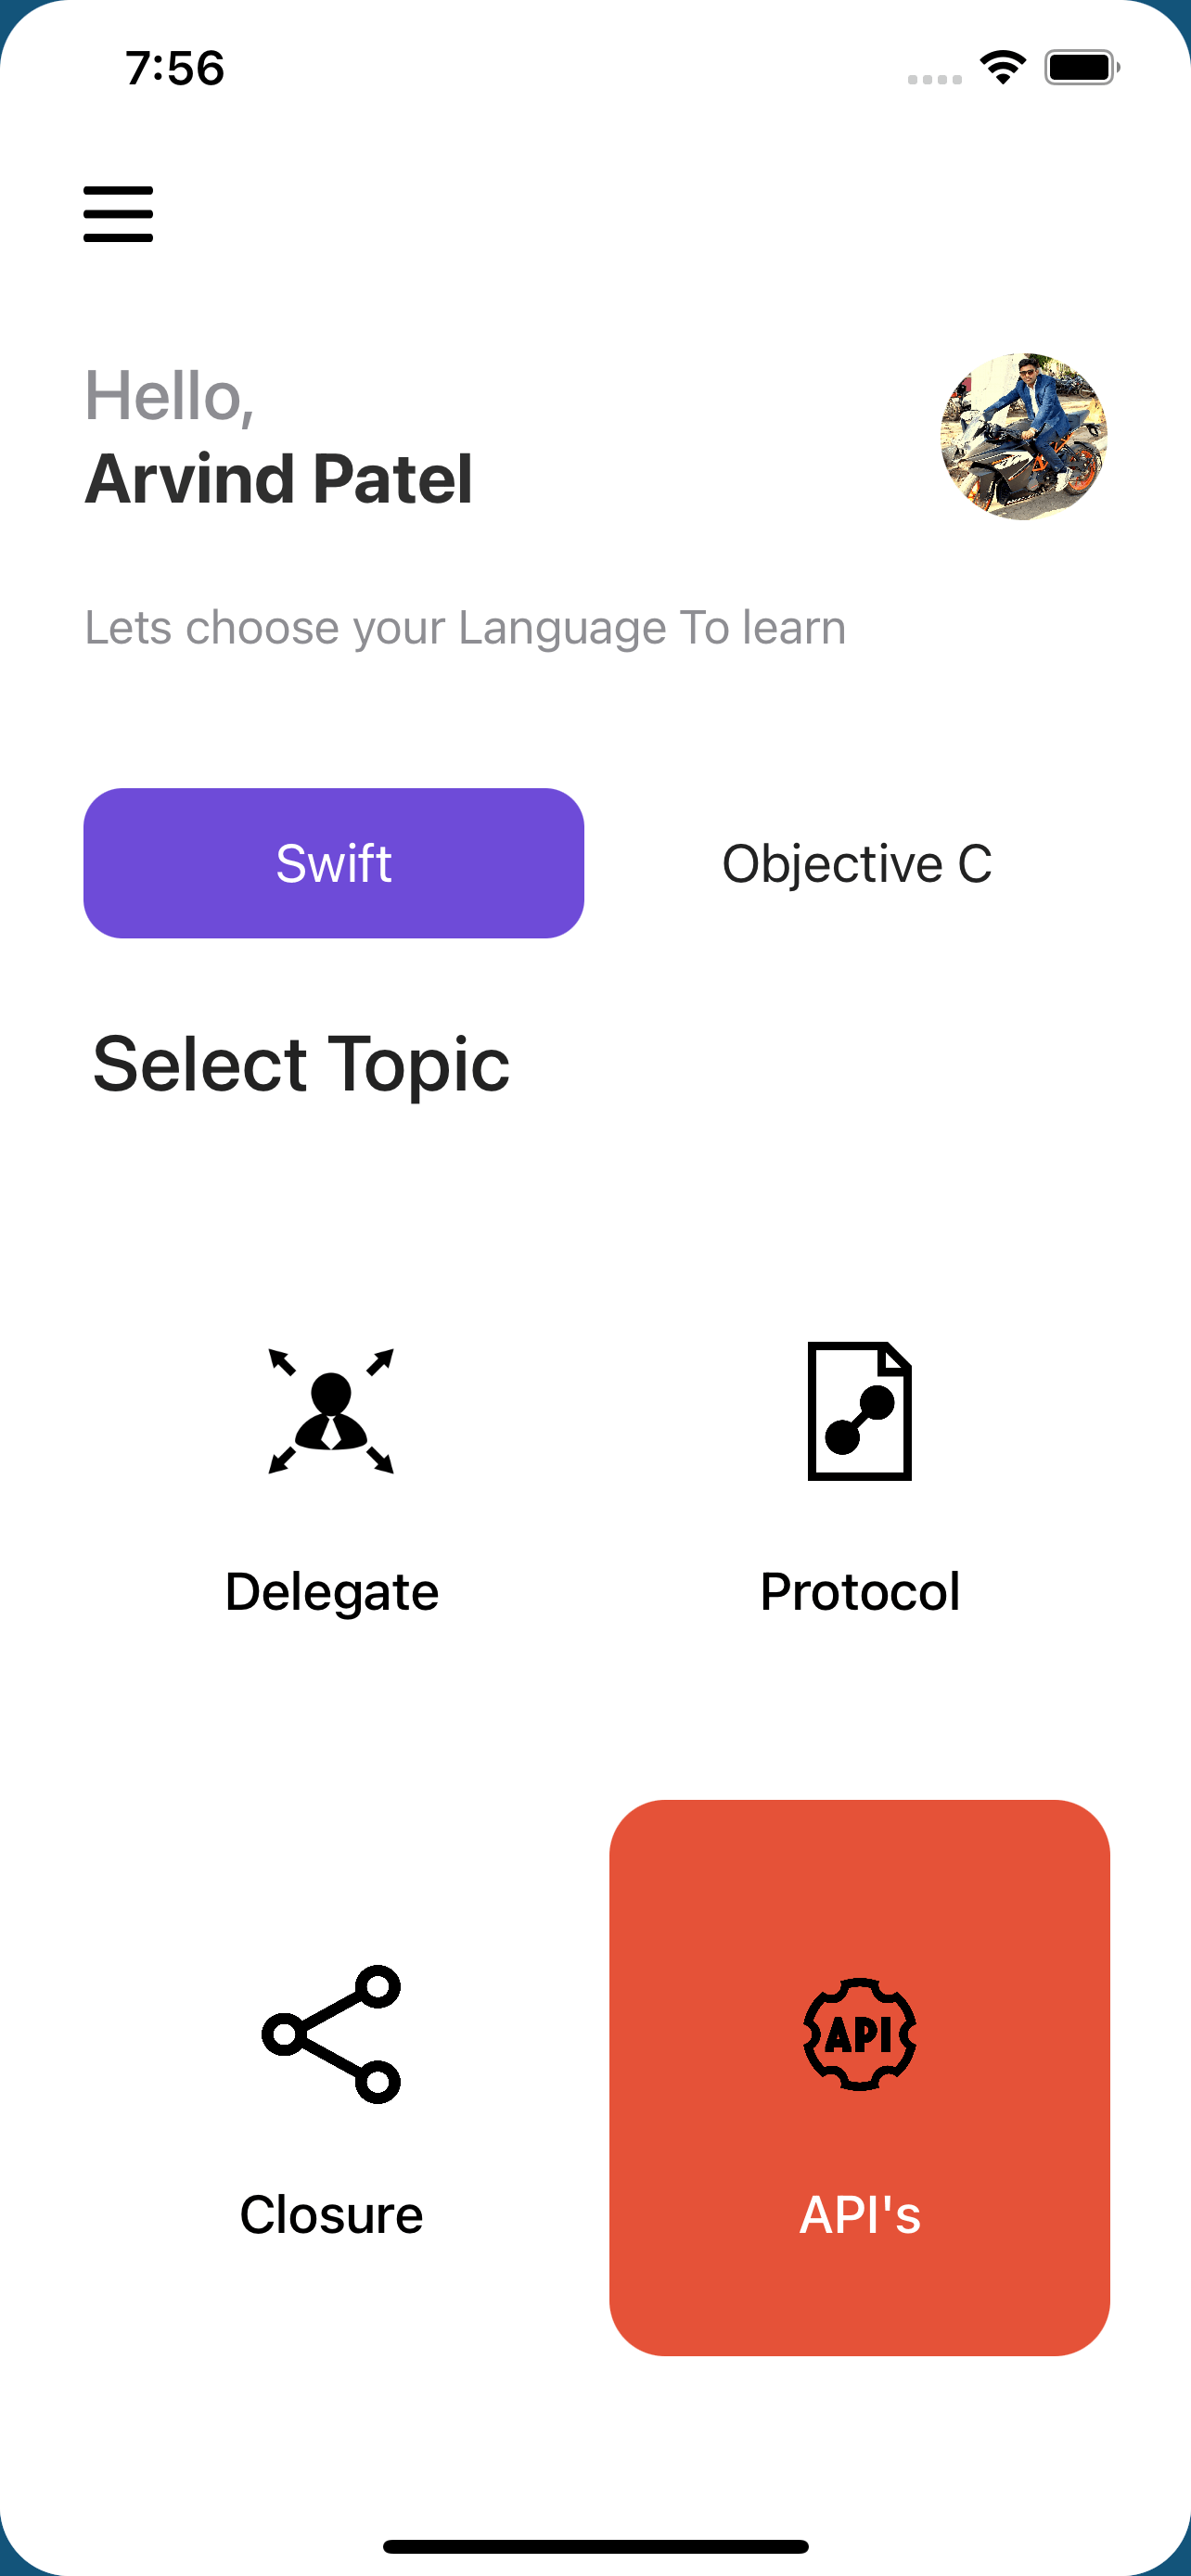 7:56
Hello,
Arvind Patel
Lets choose your Language To learn
Swift
Objective C
Select Topic
Delegate
Protocol
Closure
API
API's